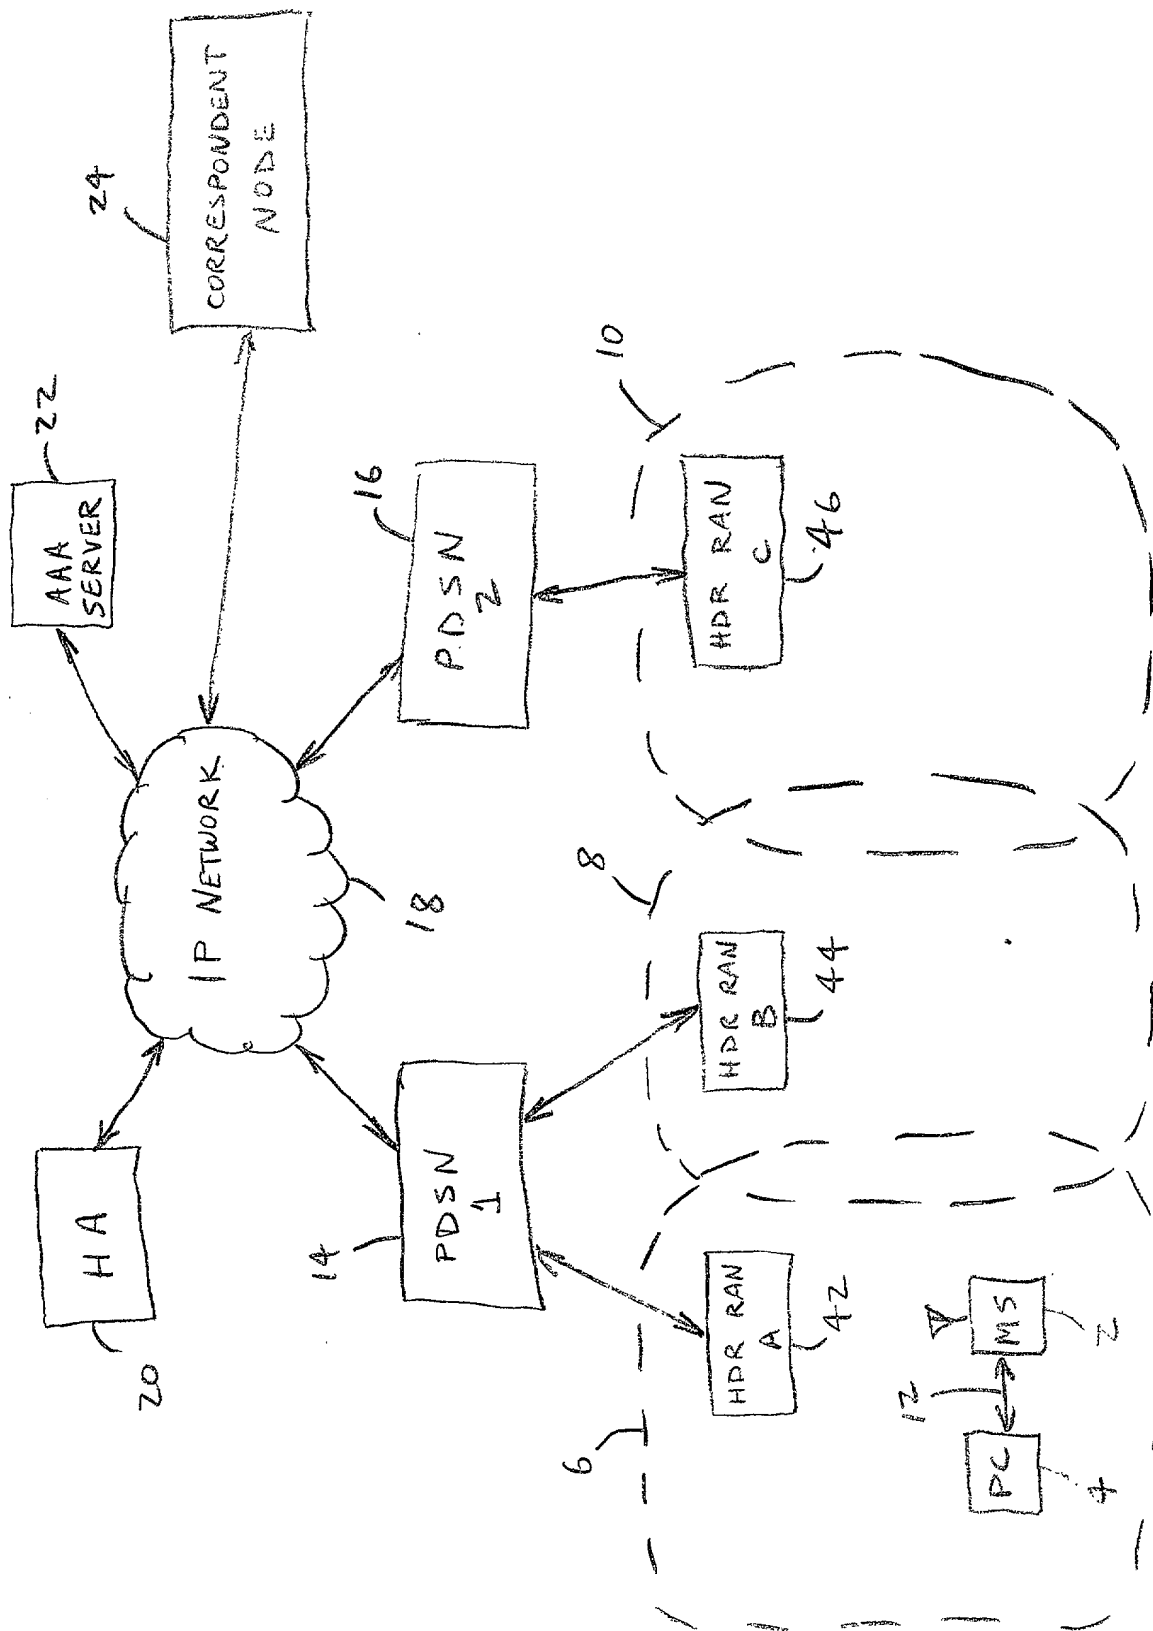 HA
20
AAA
SERVER
22
IP NETWORK
18
CORRESPONDENT
NODE
24
14
PDSN
1
PDSN
2
16
6
8
10
HDR RAN
A
42
HDR RAN
B
44
HDR RAN
C
46
PC
4
12
MS
2